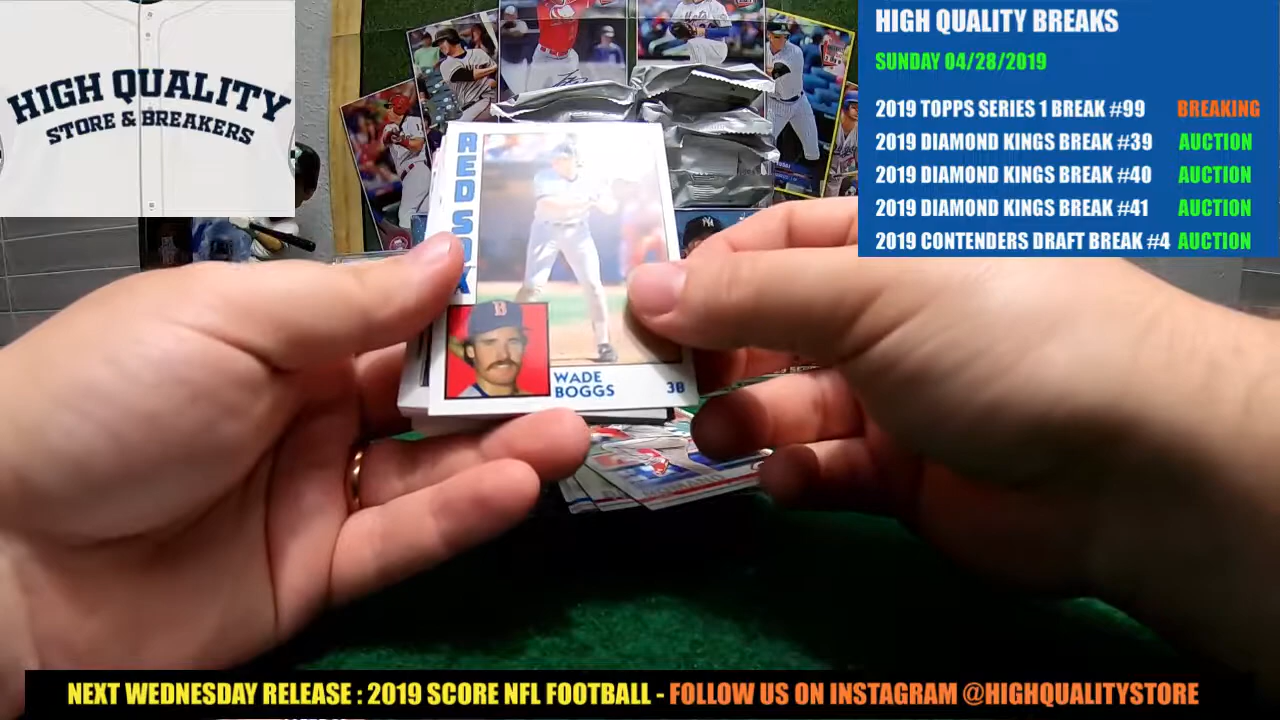 HIGH QUALITY
STORE & BREAKERS
HIGH QUALITY BREAKS
SUNDAY 04/28/2019
2019 TOPPS SERIES 1 BREAK #99 BREAKING
2019 DIAMOND KINGS BREAK #39 AUCTION
2019 DIAMOND KINGS BREAK #40 AUCTION
2019 DIAMOND KINGS BREAK #41 AUCTION
2019 CONTENDERS DRAFT BREAK #4 AUCTION
RED SOX
WADE
BOGGS 3B
NEXT WEDNESDAY RELEASE : 2019 SCORE NFL FOOTBALL - FOLLOW US ON INSTAGRAM @HIGHQUALITYSTORE